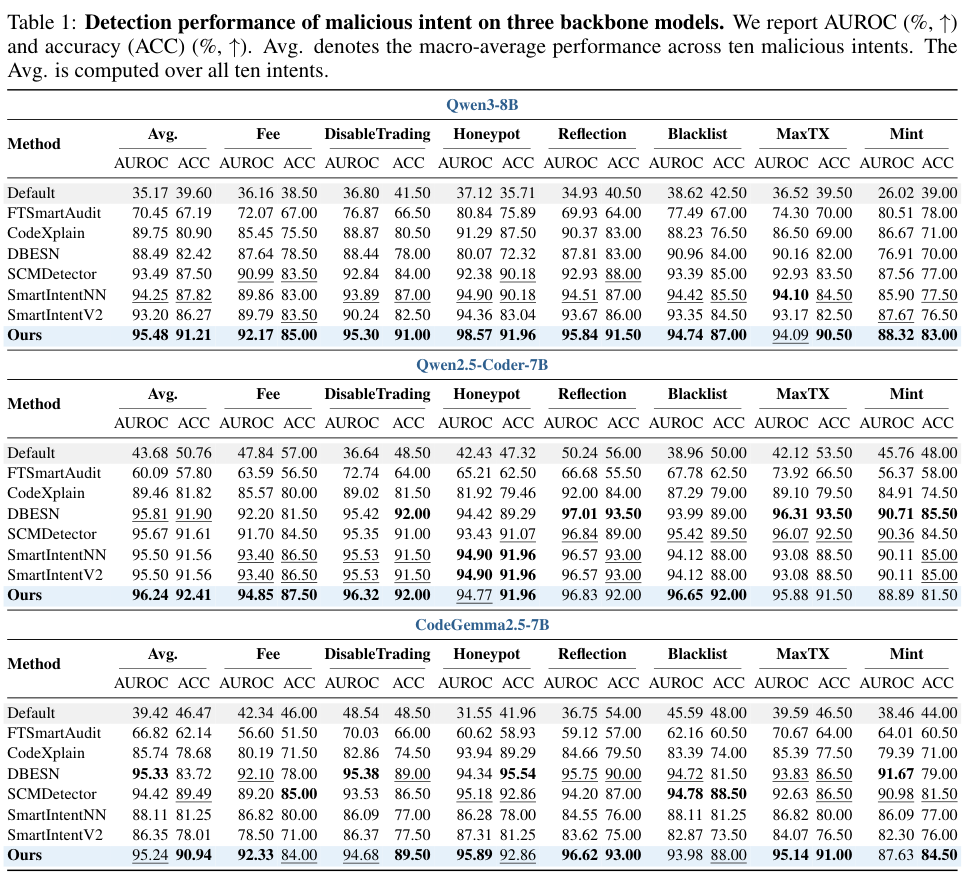 Table 1: Detection performance of malicious intent on three backbone models. We report AUROC (%, ↑)
and accuracy (ACC) (%, ↑). Avg. denotes the macro-average performance across ten malicious intents. The
Avg. is computed over all ten intents.
Qwen3-8B
Method Avg. Fee DisableTrading Honeypot Reflection Blacklist MaxTX Mint
AUROC ACC AUROC ACC AUROC ACC AUROC ACC AUROC ACC AUROC ACC AUROC ACC AUROC ACC
Default 35.17 39.60 36.16 38.50 36.80 41.50 37.12 35.71 34.93 40.50 38.62 42.50 36.52 39.50 26.02 39.00
FTSmartAudit 70.45 67.19 72.07 67.00 76.87 66.50 80.84 75.89 69.93 64.00 77.49 67.00 74.30 70.00 80.51 78.00
CodeXplain 89.75 80.90 85.45 75.50 88.87 80.50 91.29 87.50 90.37 83.00 88.23 76.50 86.50 69.00 86.67 71.00
DBESN 88.49 82.42 87.64 78.50 88.44 78.00 80.07 72.32 87.81 83.00 90.96 84.00 90.16 82.00 76.91 70.00
SCMDetector 93.49 87.50 90.99 83.50 92.84 84.00 92.38 90.18 92.93 88.00 93.39 85.00 92.93 83.50 87.56 77.00
SmartIntentNN 94.25 87.82 89.86 83.00 93.89 87.00 94.90 90.18 94.51 87.00 94.42 85.50 94.10 84.50 85.90 77.50
SmartIntentV2 93.20 86.27 89.79 83.50 90.24 82.50 94.36 83.04 93.67 86.00 93.35 84.50 93.17 82.50 87.67 76.50
Ours 95.48 91.21 92.17 85.00 95.30 91.00 98.57 91.96 95.84 91.50 94.74 87.00 94.09 90.50 88.32 83.00
Qwen2.5-Coder-7B
Method Avg. Fee DisableTrading Honeypot Reflection Blacklist MaxTX Mint
AUROC ACC AUROC ACC AUROC ACC AUROC ACC AUROC ACC AUROC ACC AUROC ACC AUROC ACC
Default 43.68 50.76 47.84 57.00 36.64 48.50 42.43 47.32 50.24 56.00 38.96 50.00 42.12 53.50 45.76 48.00
FTSmartAudit 60.09 57.80 63.59 56.50 72.74 64.00 65.21 62.50 66.68 55.50 67.78 62.50 73.92 66.50 56.37 58.00
CodeXplain 89.46 81.82 85.57 80.00 89.02 81.50 81.92 79.46 92.00 84.00 87.29 79.00 89.10 79.50 84.91 74.50
DBESN 95.81 91.90 92.20 81.50 95.42 92.00 94.42 89.29 97.01 93.50 93.99 89.00 96.31 93.50 90.71 85.50
SCMDetector 95.67 91.61 91.70 84.50 95.35 91.00 93.43 91.07 96.84 89.00 95.42 89.50 96.07 92.50 90.36 84.50
SmartIntentNN 95.50 91.56 93.40 86.50 95.53 91.50 94.90 91.96 96.57 93.00 94.12 88.00 93.08 88.50 90.11 85.00
SmartIntentV2 95.50 91.56 93.40 86.50 95.53 91.50 94.90 91.96 96.57 93.00 94.12 88.00 93.08 88.50 90.11 85.00
Ours 96.24 92.41 94.85 87.50 96.32 92.00 94.77 91.96 96.83 92.00 96.65 92.00 95.88 91.50 88.89 81.50
CodeGemma2.5-7B
Method Avg. Fee DisableTrading Honeypot Reflection Blacklist MaxTX Mint
AUROC ACC AUROC ACC AUROC ACC AUROC ACC AUROC ACC AUROC ACC AUROC ACC AUROC ACC
Default 39.42 46.47 42.34 46.00 48.54 48.50 31.55 41.96 36.75 54.00 45.59 48.00 39.59 46.50 38.46 44.00
FTSmartAudit 66.82 62.14 56.60 51.50 70.03 66.00 60.62 58.93 59.12 57.00 62.16 60.50 70.67 64.00 64.01 60.50
CodeXplain 85.74 78.68 80.19 71.50 82.86 74.50 93.94 89.29 84.66 79.50 83.39 74.00 85.39 77.50 79.39 71.00
DBESN 95.33 83.72 92.10 78.00 95.38 89.00 94.34 95.54 95.75 90.00 94.72 81.50 93.83 86.50 91.67 79.00
SCMDetector 94.42 89.49 89.20 85.00 93.53 86.50 95.18 92.86 94.20 87.00 94.78 88.50 92.63 86.50 90.98 81.50
SmartIntentNN 88.11 81.25 86.82 80.00 86.09 77.00 86.28 78.00 84.55 76.00 88.11 81.25 86.82 80.00 86.09 77.00
SmartIntentV2 86.35 78.01 78.50 71.00 86.37 77.50 87.31 81.25 83.62 75.00 82.87 73.50 84.07 76.50 82.30 76.00
Ours 95.24 90.94 92.33 84.00 94.68 89.50 95.89 92.86 96.62 93.00 93.98 88.00 95.14 91.00 87.63 84.50